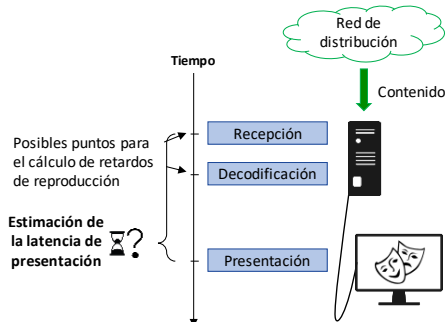 Red de
distribución
Tiempo
Contenido
Recepción
Posibles puntos para
el cálculo de retardos
de reproducción
Decodificación
Estimación de
la latencia de
presentación
?
Presentación